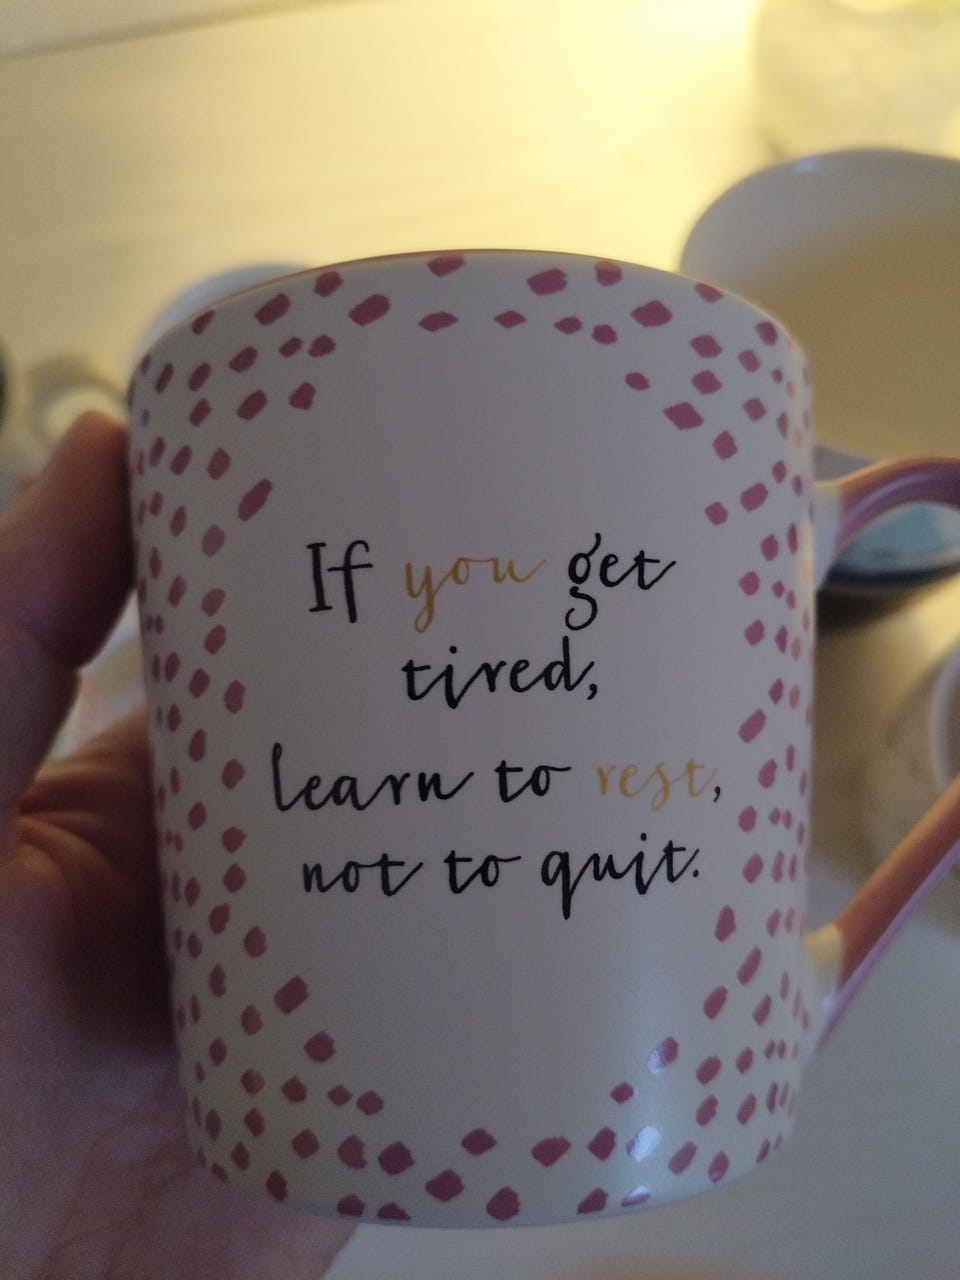 If you get
tired,
learn to rest,
not to quit.